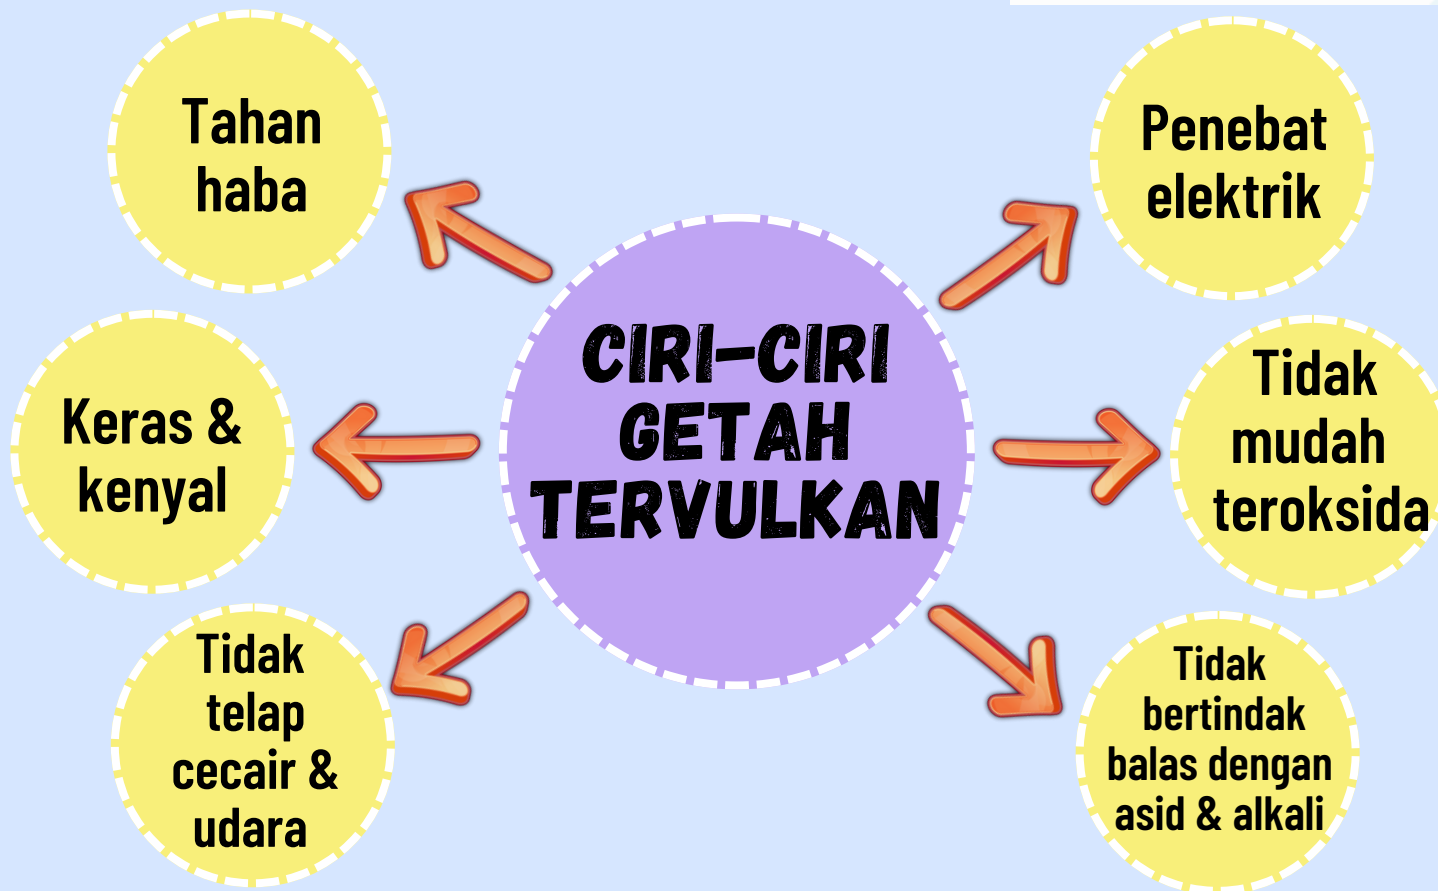 CIRI-CIRI
GETAH
TERVULKAN
Tahan
haba
Keras &
kenyal
Tidak
telap
cecair &
udara
Penebat
elektrik
Tidak
mudah
teroksida
Tidak
bertindak
balas dengan
asid & alkali